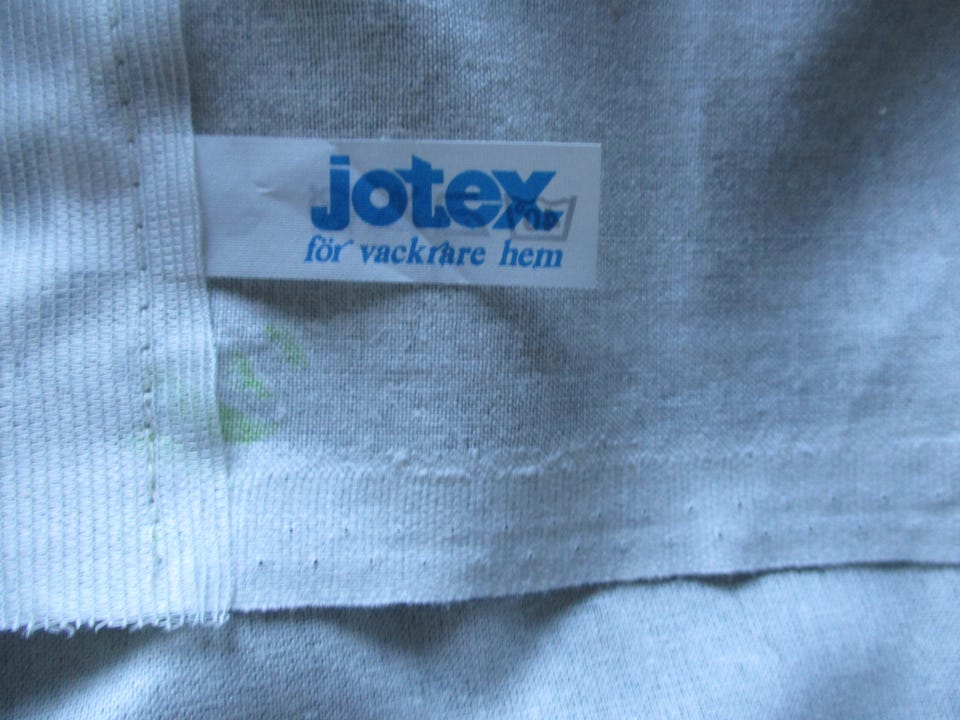 jotex
för vackrare hem